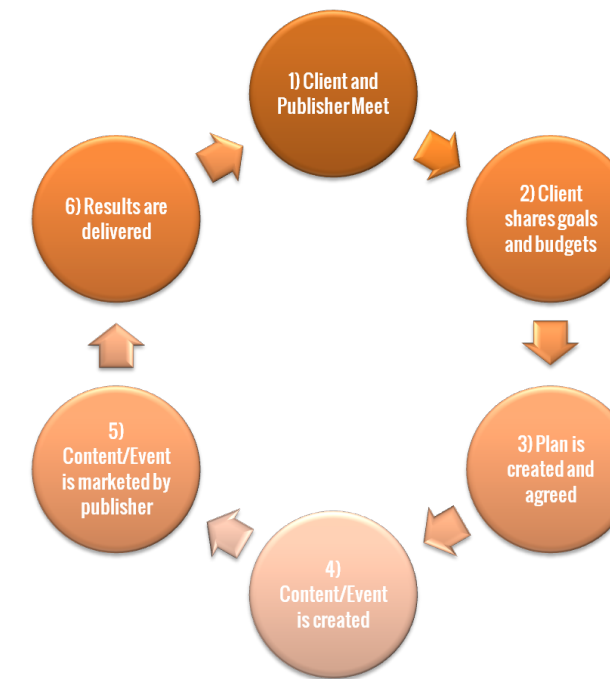 1) Client and
Publisher Meet
2) Client
shares goals
and budgets
3) Plan is
created and
agreed
4)
Content/Event
is created
5)
Content/Event
is marketed by
publisher
6) Results are
delivered